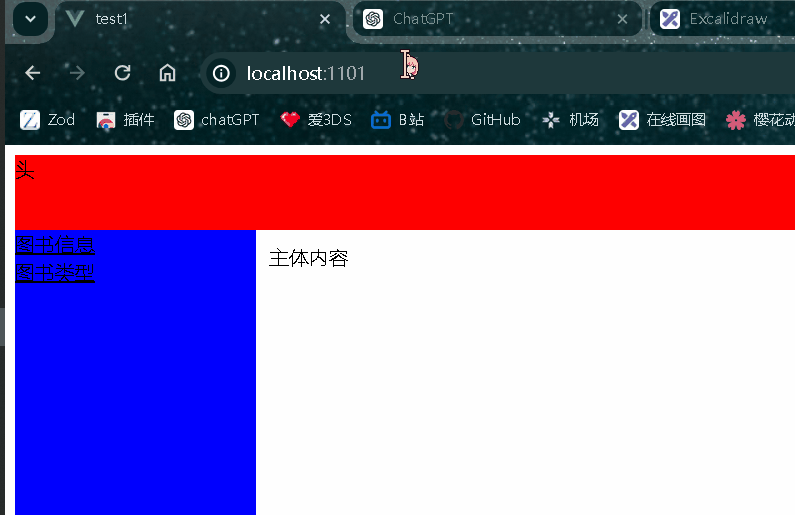 test1
ChatGPT
Excalidraw
localhost:1101
Zod 插件 chatGPT 爱3DS B站 GitHub 机场 在线画图 樱花动
头
图书信息
图书类型
主体内容